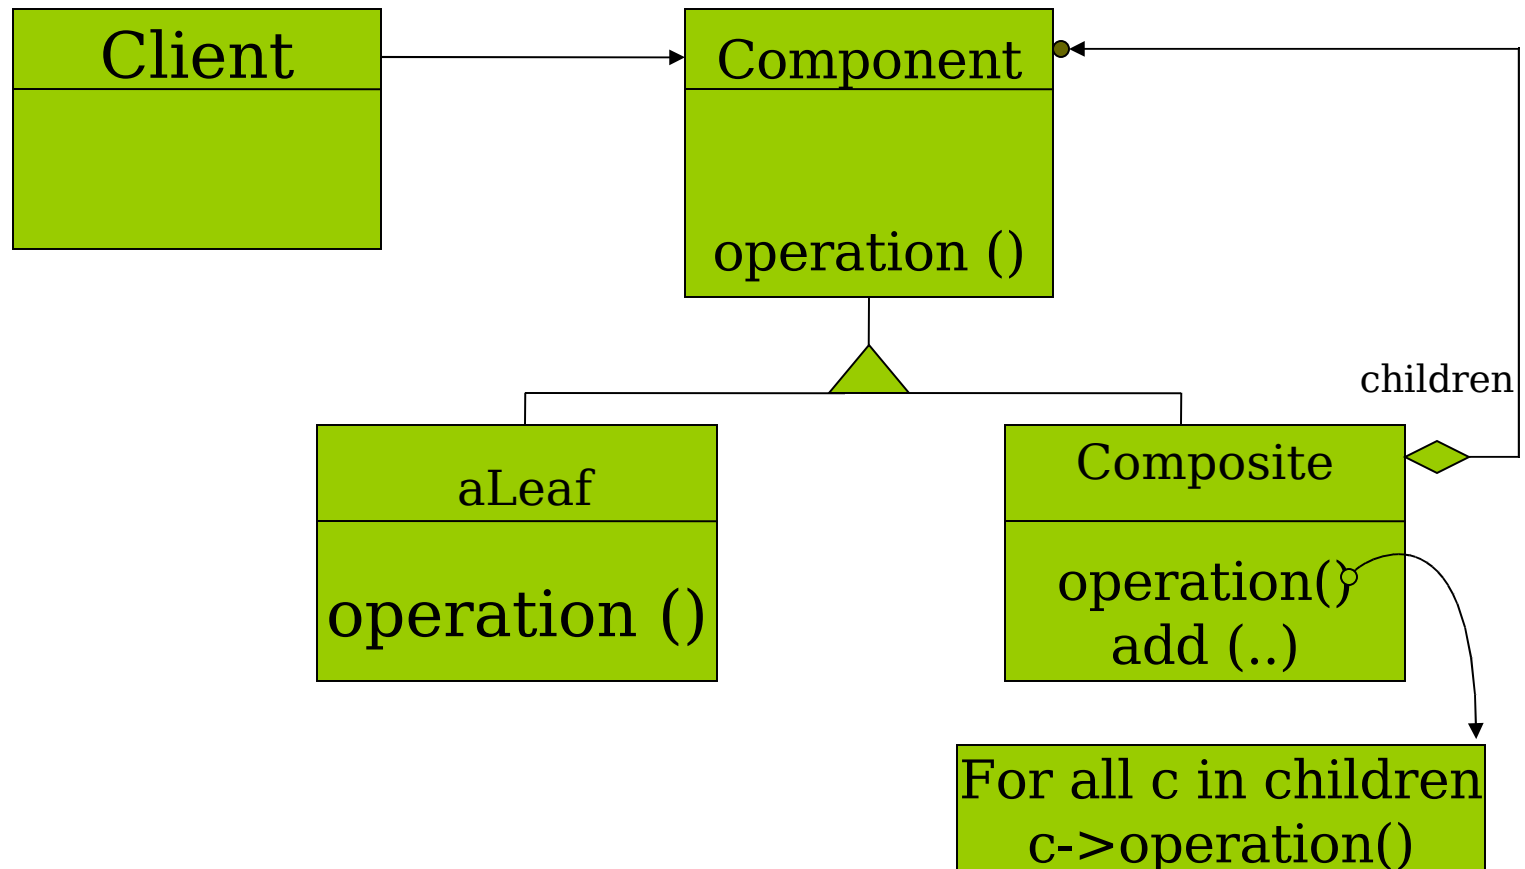 Client
Component
operation ()
children
aLeaf
operation ()
Composite
operation()
add (..)
For all c in children
c->operation()